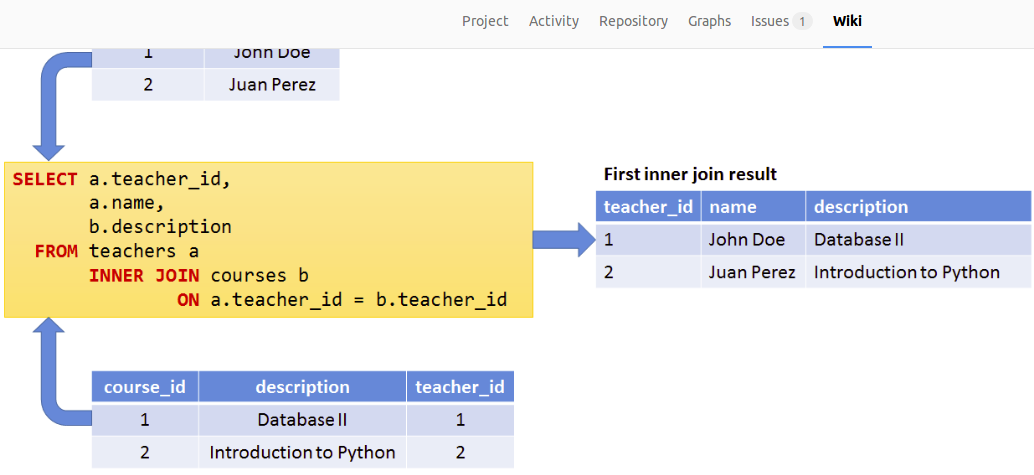 Project Activity Repository Graphs Issues 1 Wiki
1 John Doe
2 Juan Perez
SELECT a.teacher_id,
a.name,
b.description
FROM teachers a
INNER JOIN courses b
ON a.teacher_id = b.teacher_id
First inner join result
teacher_id name description
1 John Doe Database II
2 Juan Perez Introduction to Python
course_id description teacher_id
1 Database II 1
2 Introduction to Python 2